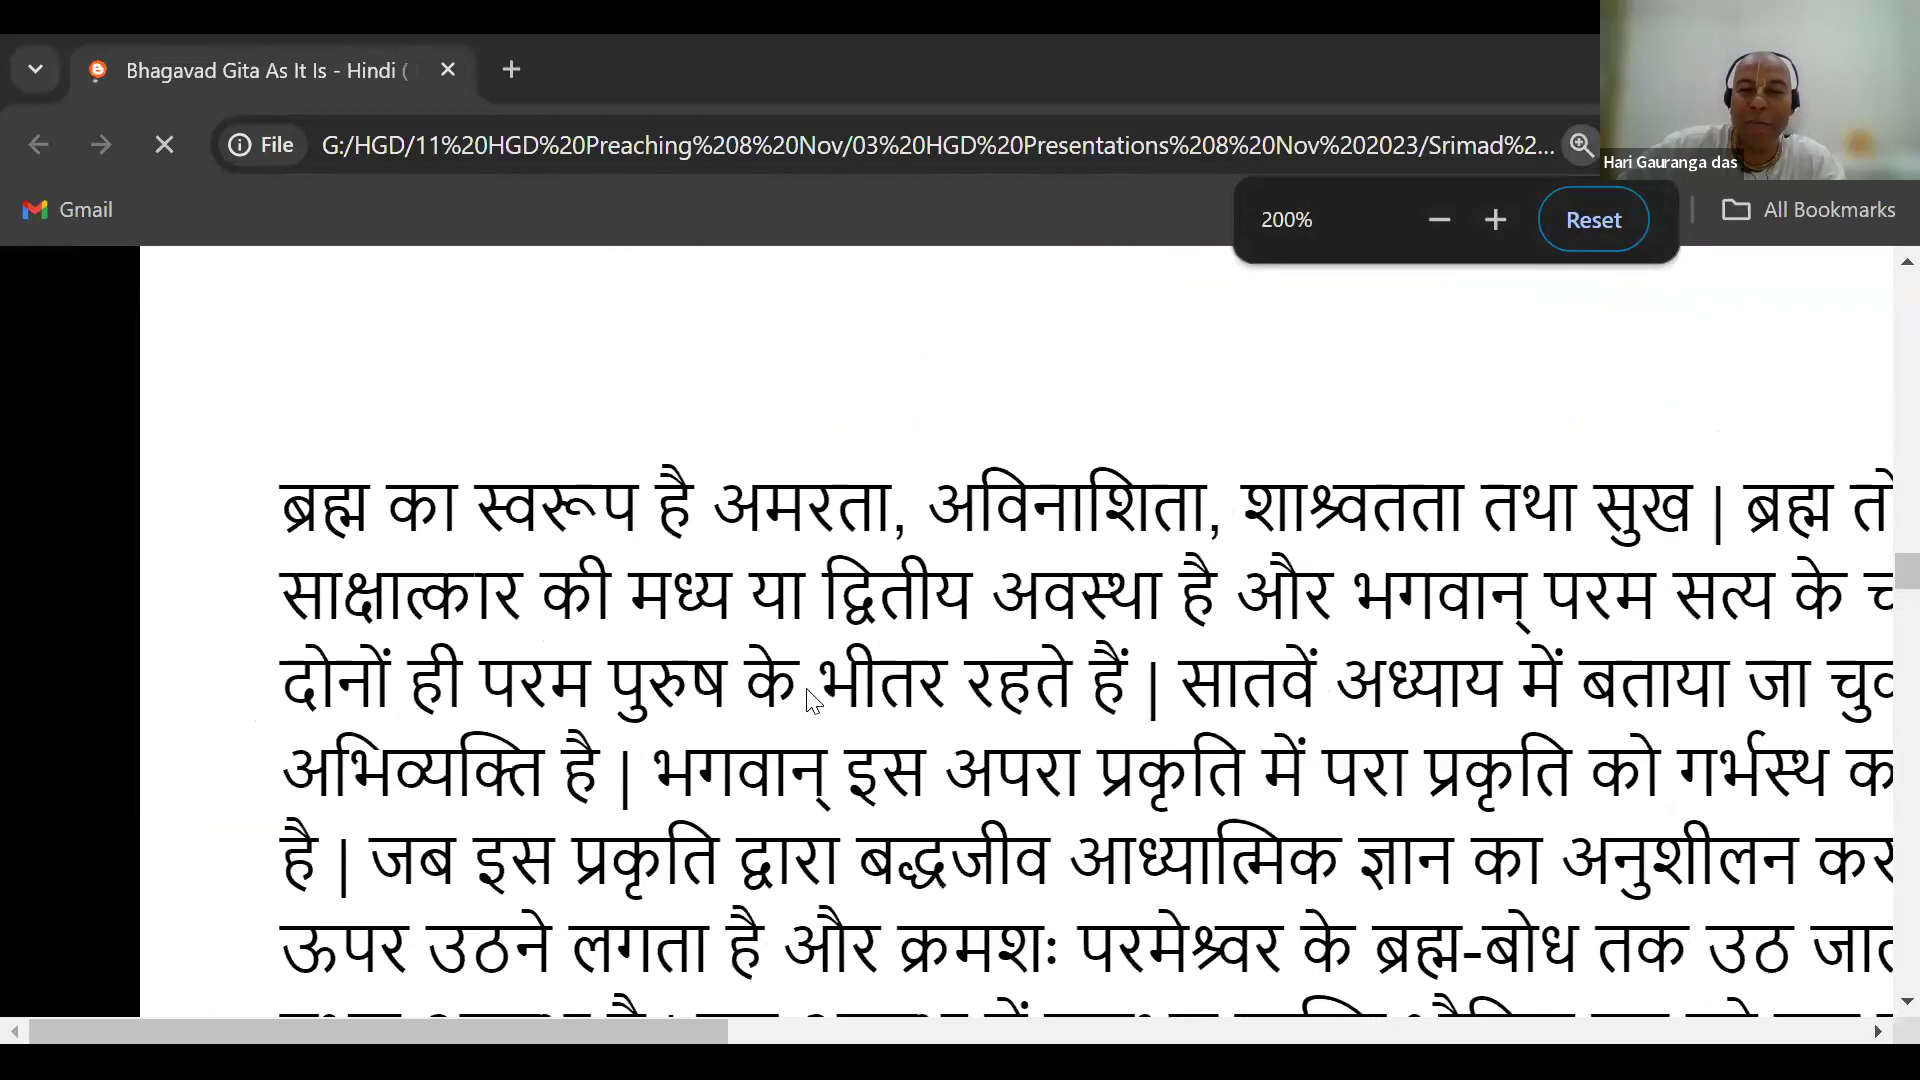 Bhagavad Gita As It Is - Hindi (
File
G:/HGD/11%20HGD%20Preaching%208%20Nov/03%20HGD%20Presentations%208%20Nov%202023/Srimad%2...
Hari Gauranga das
Gmail
200%
Reset
All Bookmarks
ब्रह्म का स्वरूप है अमरता, अविनाशिता, शाश्र्वतता तथा सुख | ब्रह्म
साक्षात्कार की मध्य या द्वितीय अवस्था है और भगवान् परम सत्य के
दोनों ही परम पुरुष के भीतर रहते हैं | सातवें अध्याय में बताया जा
अभिव्यक्ति है | भगवान् इस अपरा प्रकृति में परा प्रकृति को गर्भस्थ
है | जब इस प्रकृति द्वारा बद्धजीव आध्यात्मिक ज्ञान का अनुशीलन
ऊपर उठने लगता है और क्रमशः परमेश्र्वर के ब्रह्म-बोध तक उठ